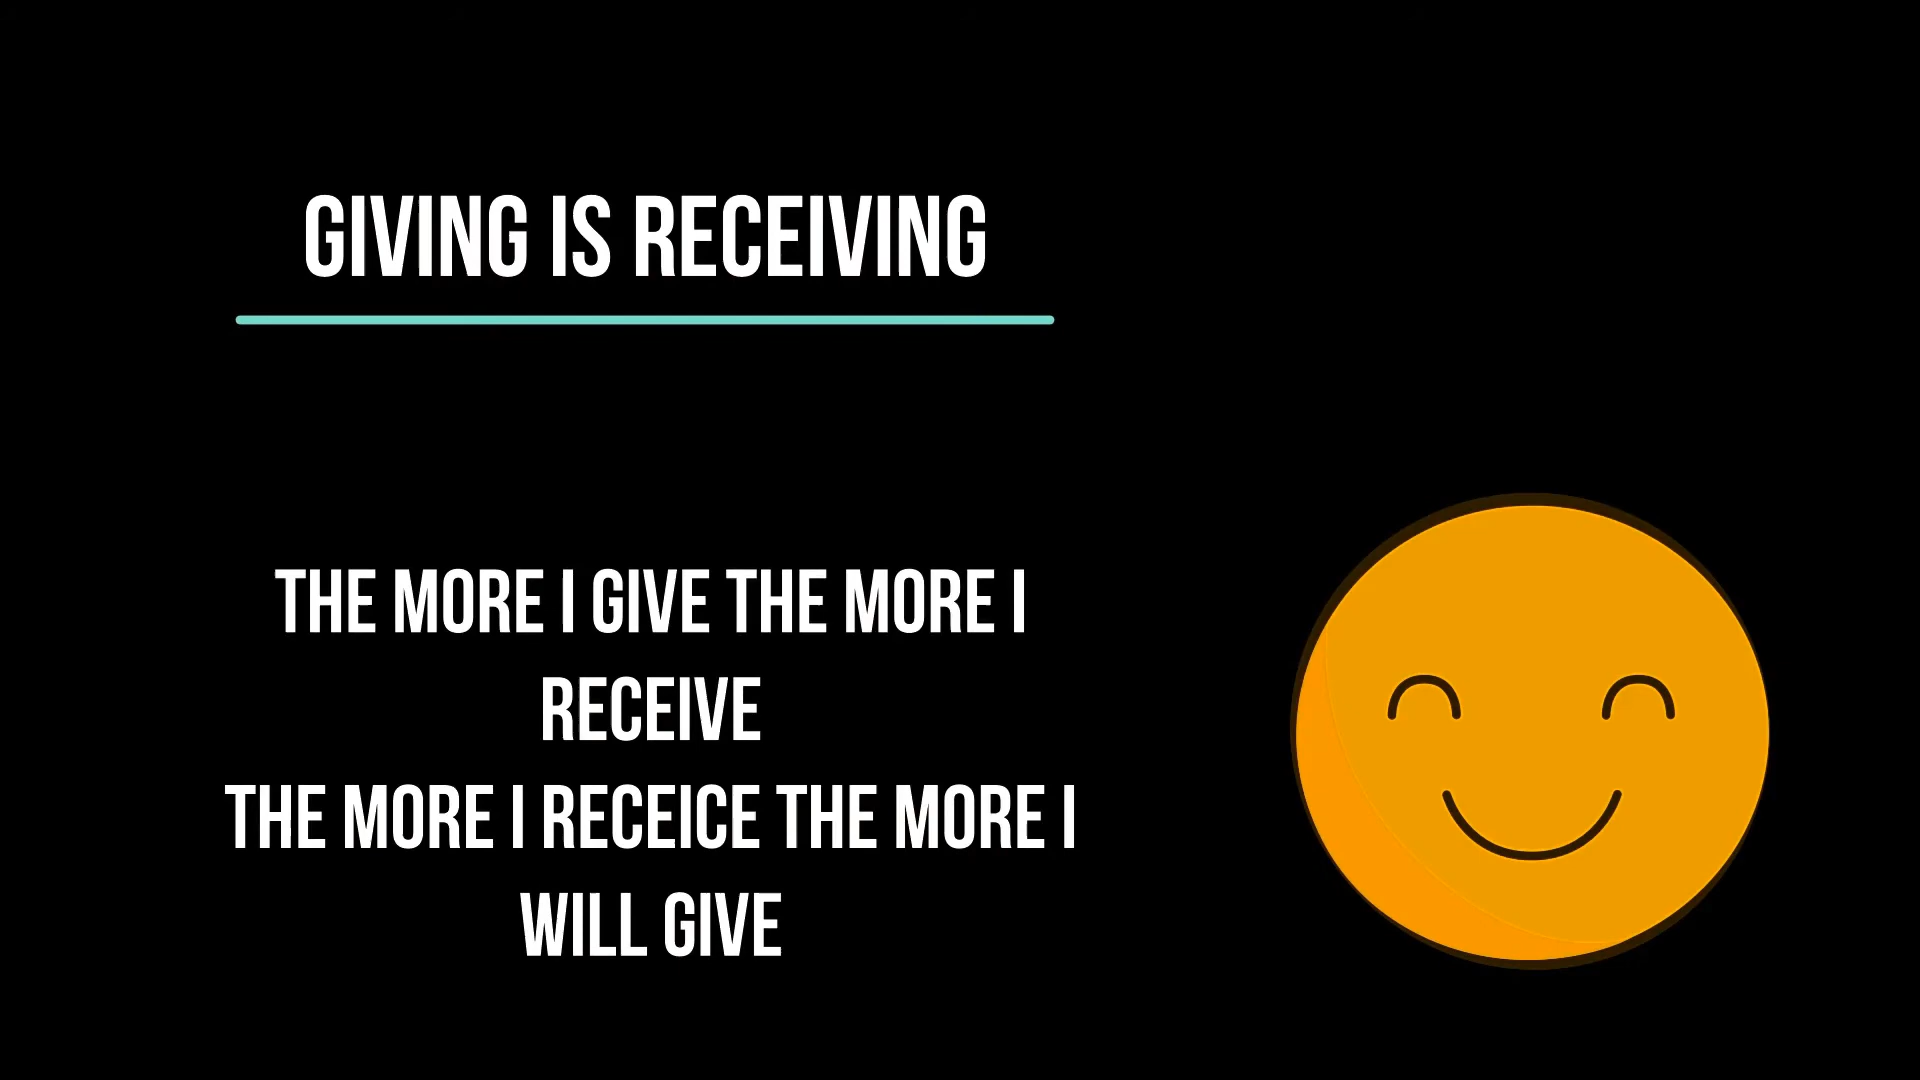 GIVING IS RECEIVING
THE MORE I GIVE THE MORE I
RECEIVE
THE MORE I RECEICE THE MORE I
WILL GIVE